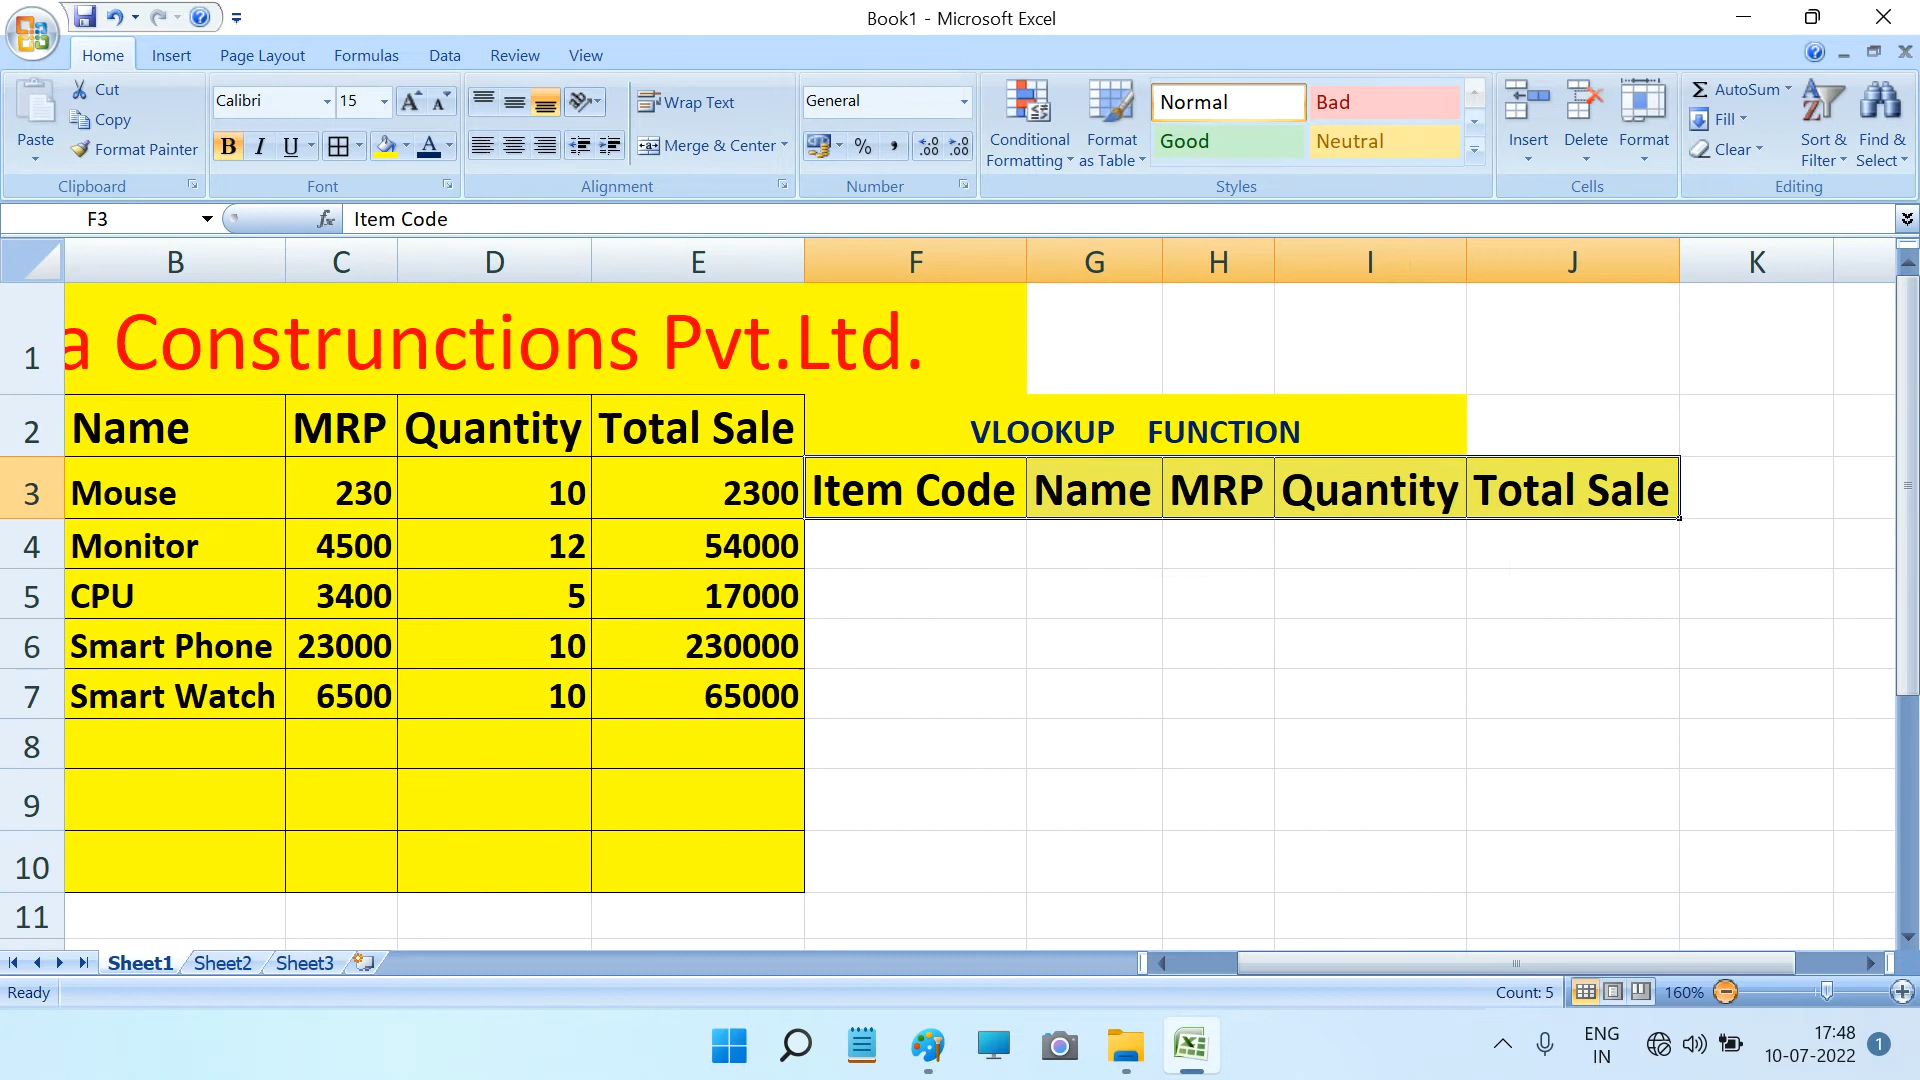 Book1 - Microsoft Excel
Home Insert Page Layout Formulas Data Review View
Paste
Cut
Copy
Format Painter
Clipboard
Calibri 15
B I U
Font
Wrap Text
Merge & Center
Alignment
General
% ,
Number
Conditional Formatting
Format as Table
Normal Bad
Good Neutral
Styles
Insert Delete Format
Cells
AutoSum
Fill
Clear
Sort & Filter
Find & Select
Editing
F3 fx Item Code
B C D E F G H I J K
1 a Construnctions Pvt.Ltd.
2 Name MRP Quantity Total Sale VLOOKUP FUNCTION
3 Mouse 230 10 2300 Item Code Name MRP Quantity Total Sale
4 Monitor 4500 12 54000
5 CPU 3400 5 17000
6 Smart Phone 23000 10 230000
7 Smart Watch 6500 10 65000
8
9
10
11
Sheet1 Sheet2 Sheet3
Ready Count: 5 160%
ENG
IN
17:48
10-07-2022
1